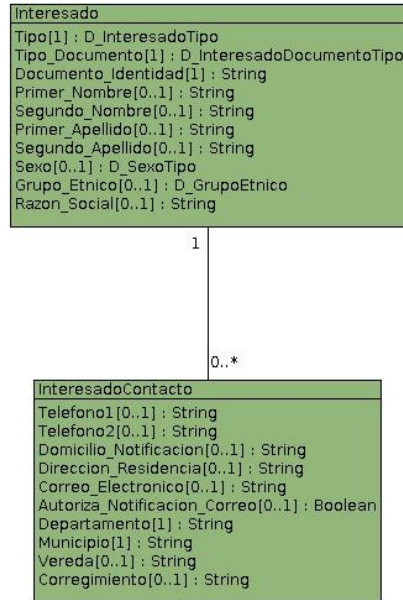 Interesado
Tipo[1] : D_InteresadoTipo
Tipo_Documento[1] : D_InteresadoDocumentoTipo
Documento_Identidad[1] : String
Primer_Nombre[0..1] : String
Segundo_Nombre[0..1] : String
Primer_Apellido[0..1] : String
Segundo_Apellido[0..1] : String
Sexo[0..1] : D_SexoTipo
Grupo_Etnico[0..1] : D_GrupoEtnico
Razon_Social[0..1] : String
1
0..*
InteresadoContacto
Telefono1[0..1] : String
Telefono2[0..1] : String
Domicilio_Notificacion[0..1] : String
Direccion_Residencia[0..1] : String
Correo_Electronico[0..1] : String
Autoriza_Notificacion_Correo[0..1] : Boolean
Departamento[1] : String
Municipio[1] : String
Vereda[0..1] : String
Corregimiento[0..1] : String